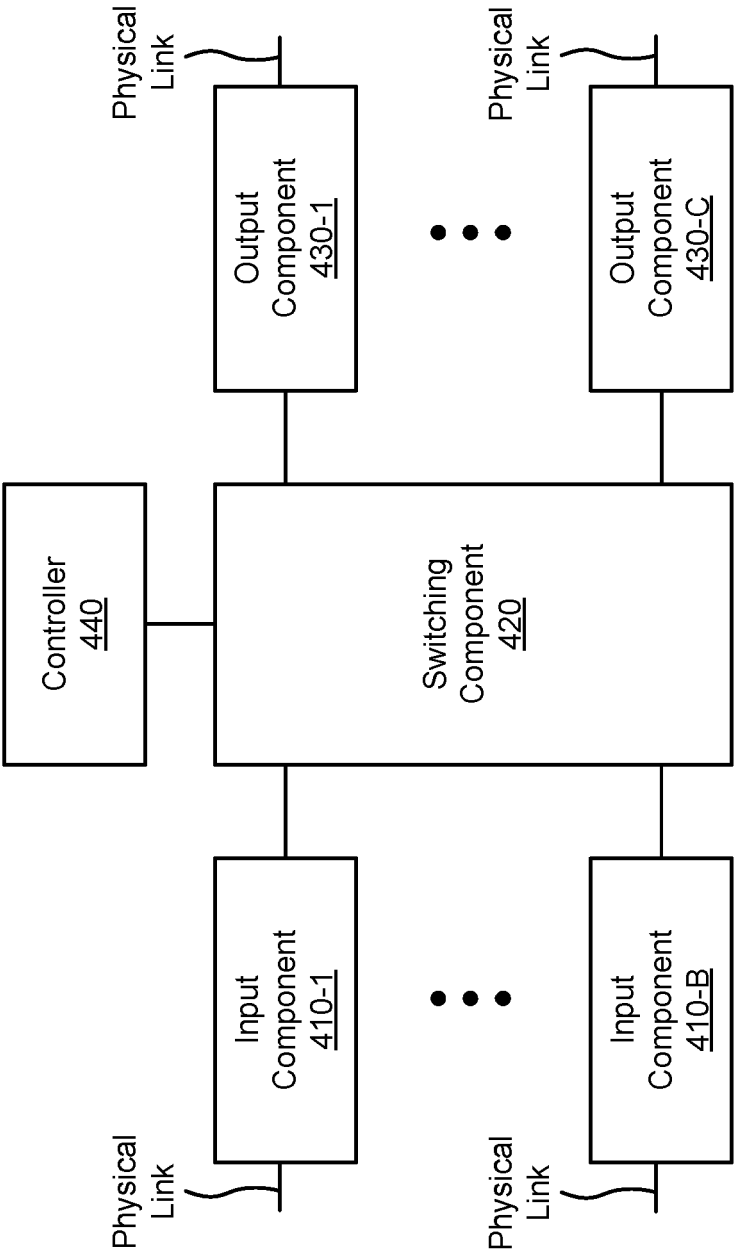 Controller
440
Physical
Link
Input
Component
410-1
Switching
Component
420
Output
Component
430-1
Physical
Link
Physical
Link
Input
Component
410-B
Output
Component
430-C
Physical
Link